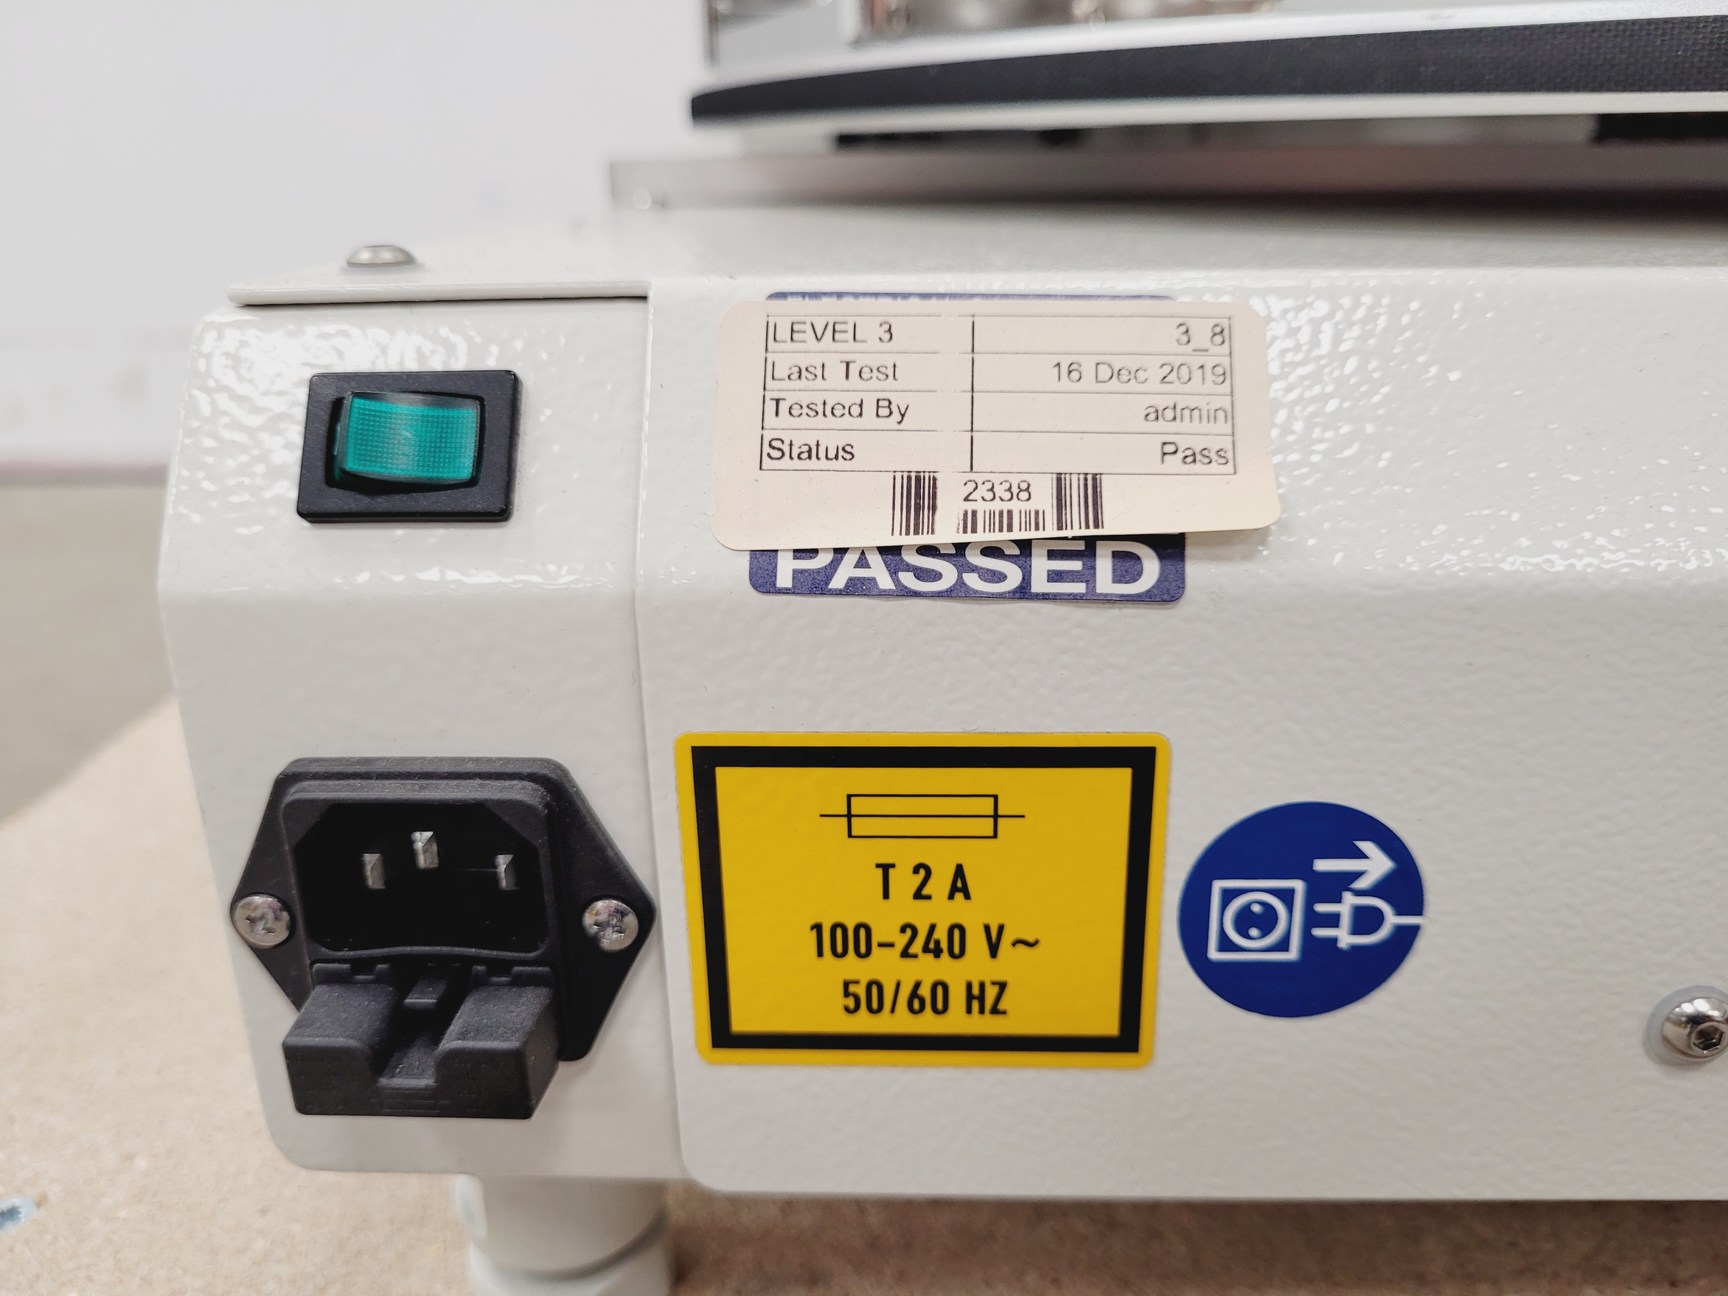 LEVEL 3 3_8
Last Test 16 Dec 2019
Tested By admin
Status Pass
2338
PASSED
T 2 A
100-240 V~
50/60 HZ